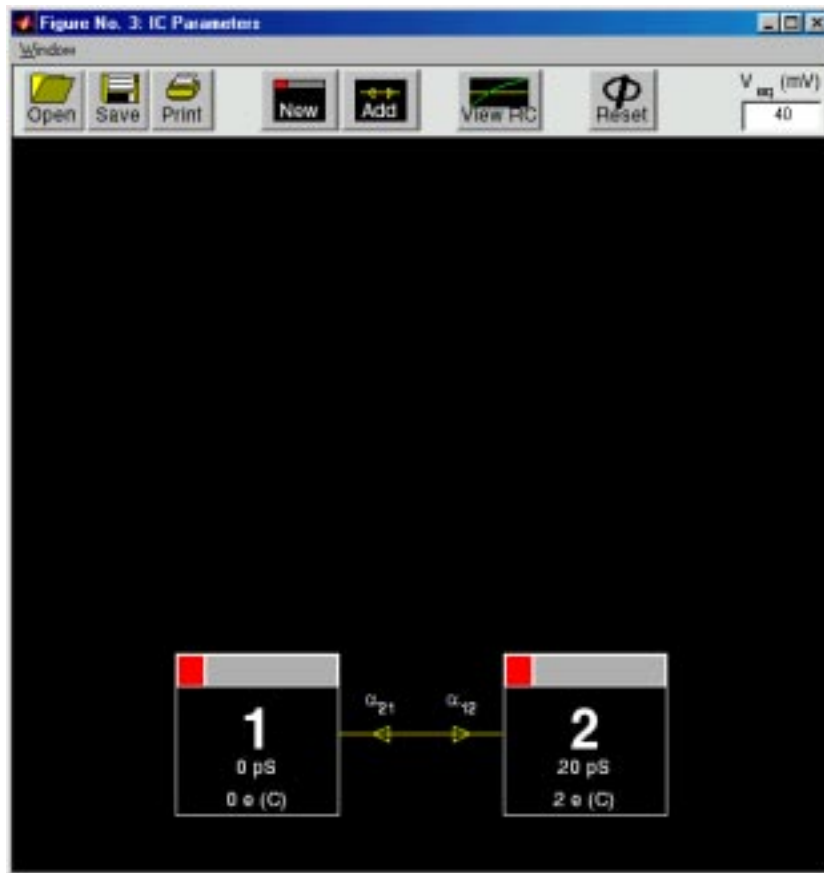 Figure No. 3: IC Parameters
Window
Open Save Print New Add View RC Reset
V eq (mV)
40
α21 α12
1
0 pS
0 e (C)
2
20 pS
2 e (C)